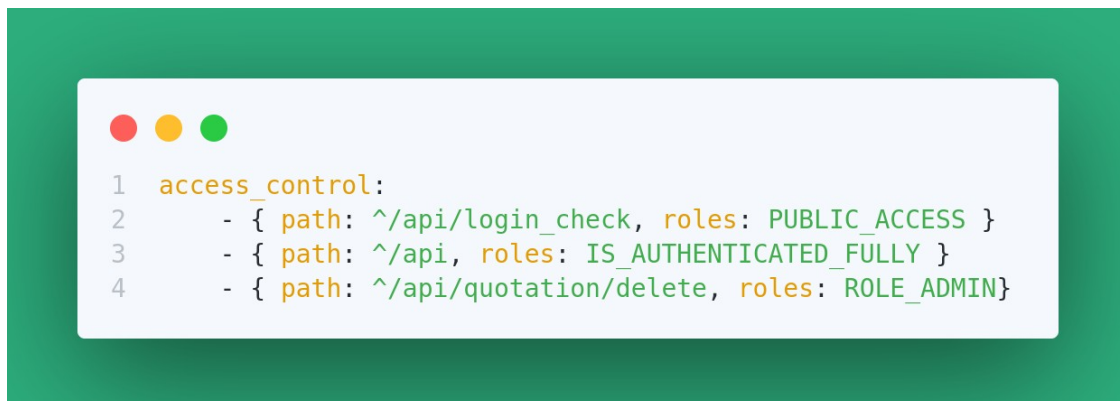 1 access_control:
2     - { path: ^/api/login_check, roles: PUBLIC_ACCESS }
3     - { path: ^/api, roles: IS_AUTHENTICATED_FULLY }
4     - { path: ^/api/quotation/delete, roles: ROLE_ADMIN}